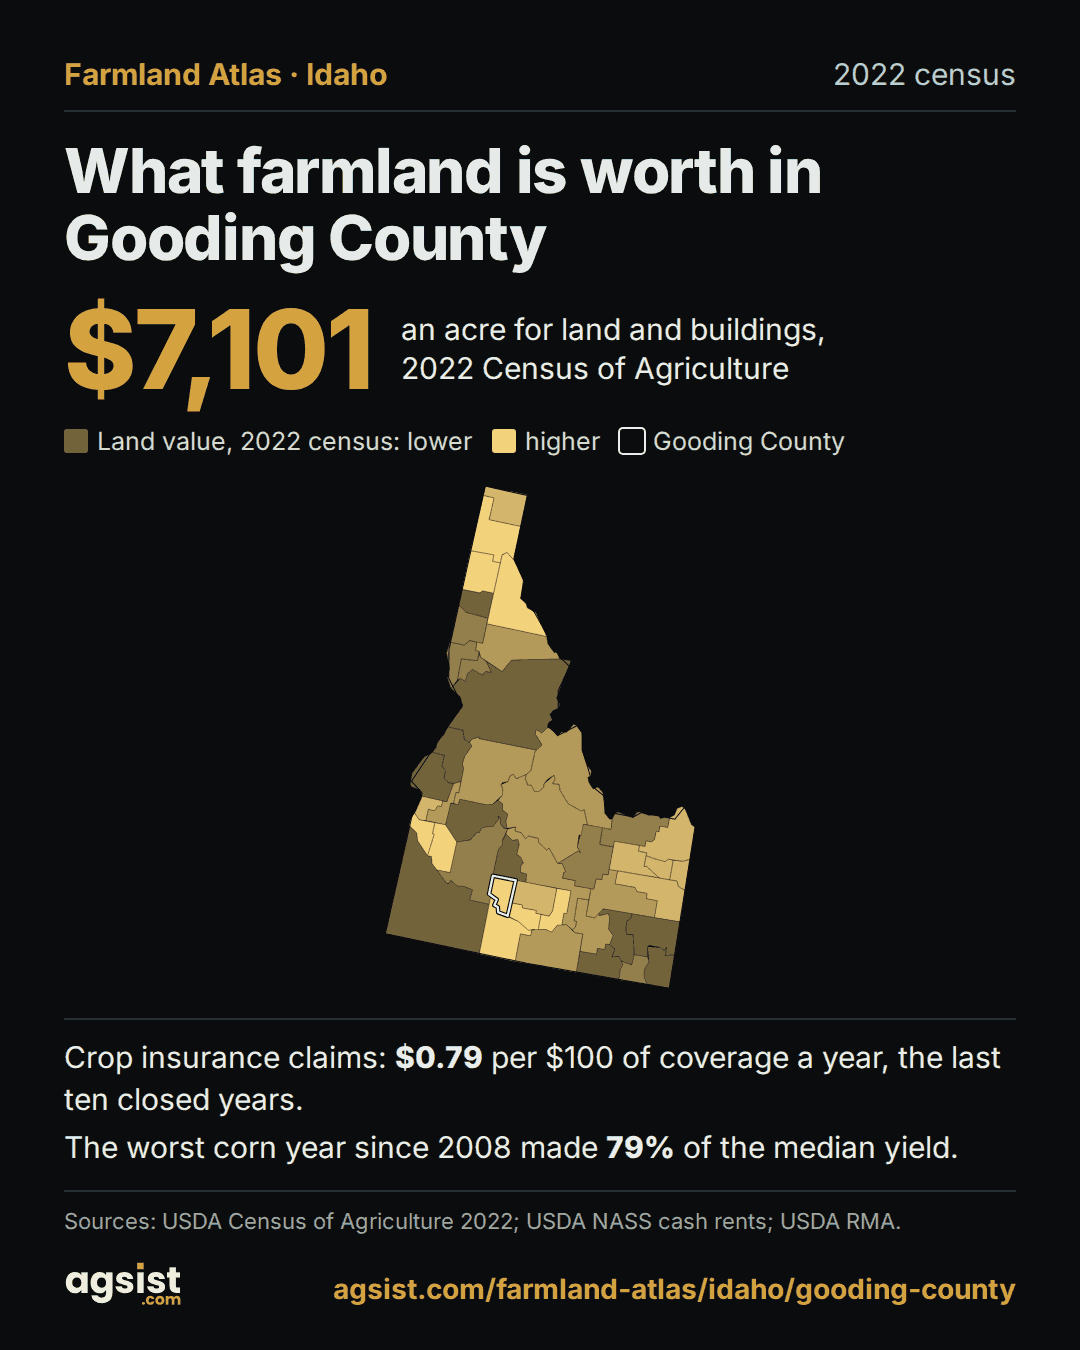 Farmland Atlas · Idaho
2022 census
What farmland is worth in
Gooding County
$7,101
an acre for land and buildings,
2022 Census of Agriculture
Land value, 2022 census: lower
higher
Gooding County
Crop insurance claims: $0.79 per $100 of coverage a year, the last
ten closed years.
The worst corn year since 2008 made 79% of the median yield.
Sources: USDA Census of Agriculture 2022; USDA NASS cash rents; USDA RMA.
agsist
.com
agsist.com/farmland-atlas/idaho/gooding-county